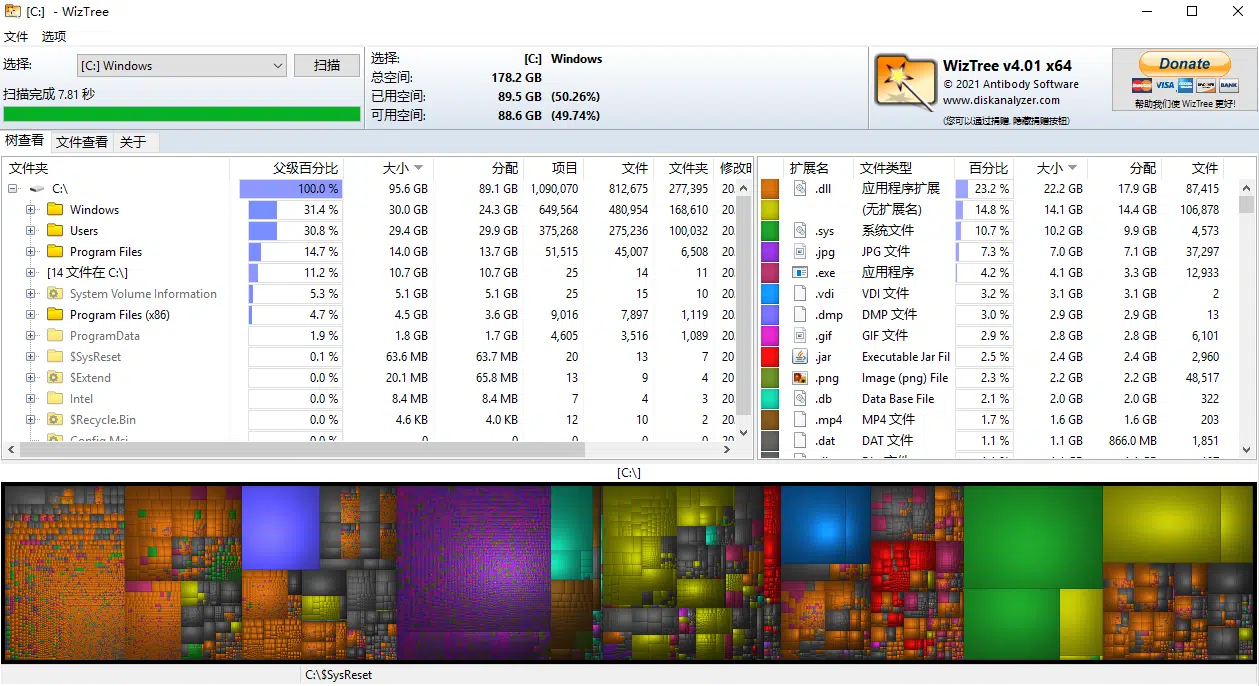 [C:] - WizTree
文件 选项
选择: [C:] Windows 扫描
扫描完成 7.81 秒
选择: [C:] Windows
总空间: 178.2 GB
已用空间: 89.5 GB (50.26%)
可用空间: 88.6 GB (49.74%)
WizTree v4.01 x64
© 2021 Antibody Software
www.diskanalyzer.com
(您可以通过捐赠, 隐藏捐赠按钮)
Donate
VISA BANK
帮助我们使 WizTree 更好!
树查看 文件查看 关于
文件夹 父级百分比 大小 分配 项目 文件 文件夹 修改时
C:\ 100.0 % 95.6 GB 89.1 GB 1,090,070 812,675 277,395 20
Windows 31.4 % 30.0 GB 24.3 GB 649,564 480,954 168,610 20
Users 30.8 % 29.4 GB 29.9 GB 375,268 275,236 100,032 20
Program Files 14.7 % 14.0 GB 13.7 GB 51,515 45,007 6,508 20
[14 文件在 C:\] 11.2 % 10.7 GB 10.7 GB 25 14 11 20
System Volume Information 5.3 % 5.1 GB 5.1 GB 25 15 10 20
Program Files (x86) 4.7 % 4.5 GB 3.6 GB 9,016 7,897 1,119 20
ProgramData 1.9 % 1.8 GB 1.7 GB 4,605 3,516 1,089 20
$SysReset 0.1 % 63.6 MB 63.7 MB 20 13 7 20
$Extend 0.0 % 20.1 MB 65.8 MB 13 9 4 20
Intel 0.0 % 8.4 MB 8.4 MB 7 4 3 20
$Recycle.Bin 0.0 % 4.6 KB 4.0 KB 12 10 2 20
Config.Msi 0.0 % 0 0 0 0 0 20
扩展名 文件类型 百分比 大小 分配 文件
.dll 应用程序扩展 23.2 % 22.2 GB 17.9 GB 87,415
(无扩展名) 14.8 % 14.1 GB 14.4 GB 106,878
.sys 系统文件 10.7 % 10.2 GB 9.9 GB 4,573
.jpg JPG 文件 7.3 % 7.0 GB 7.1 GB 37,297
.exe 应用程序 4.2 % 4.1 GB 3.3 GB 12,933
.vdi VDI 文件 3.2 % 3.1 GB 3.1 GB 2
.dmp DMP 文件 3.0 % 2.9 GB 2.9 GB 13
.gif GIF 文件 2.9 % 2.8 GB 2.8 GB 6,101
.jar Executable Jar Fil 2.5 % 2.4 GB 2.4 GB 2,960
.png Image (png) File 2.3 % 2.2 GB 2.2 GB 48,517
.db Data Base File 2.1 % 2.0 GB 2.0 GB 322
.mp4 MP4 文件 1.7 % 1.6 GB 1.6 GB 203
.dat DAT 文件 1.1 % 1.1 GB 866.0 MB 1,851
[C:\]
C:\$SysReset